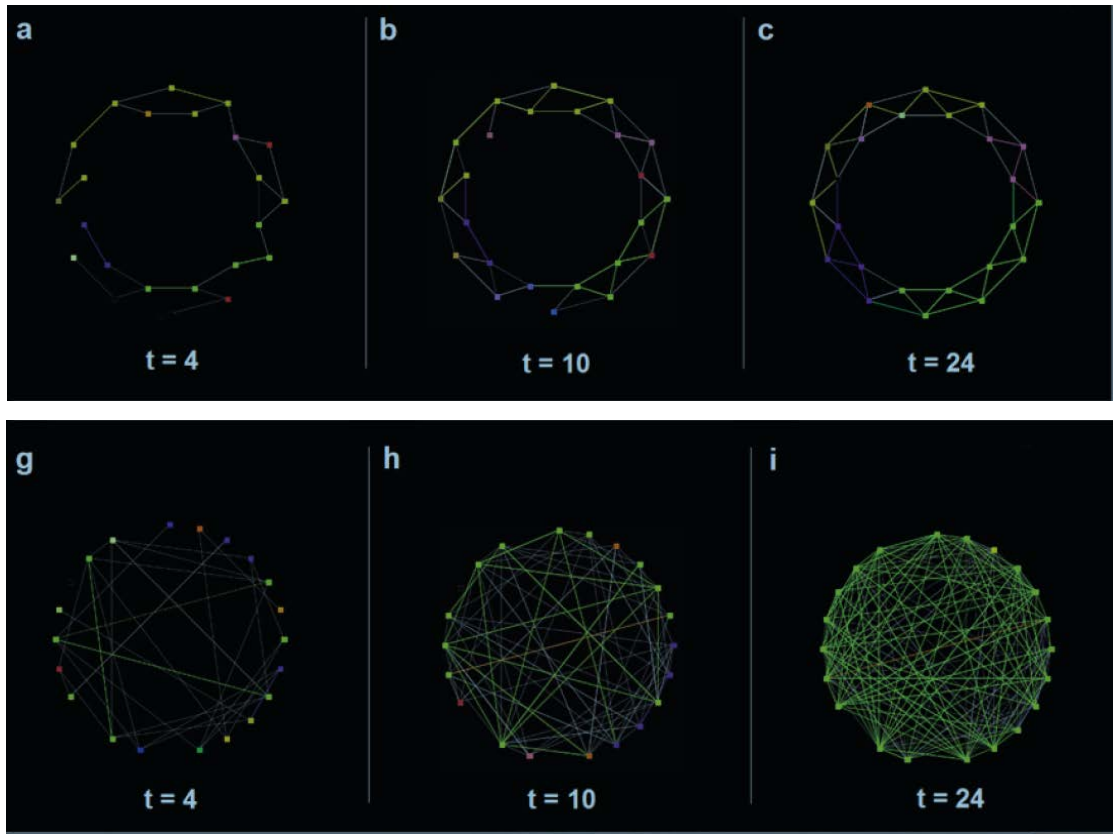 a
b
c
t = 4
t = 10
t = 24
g
h
i
t = 4
t = 10
t = 24